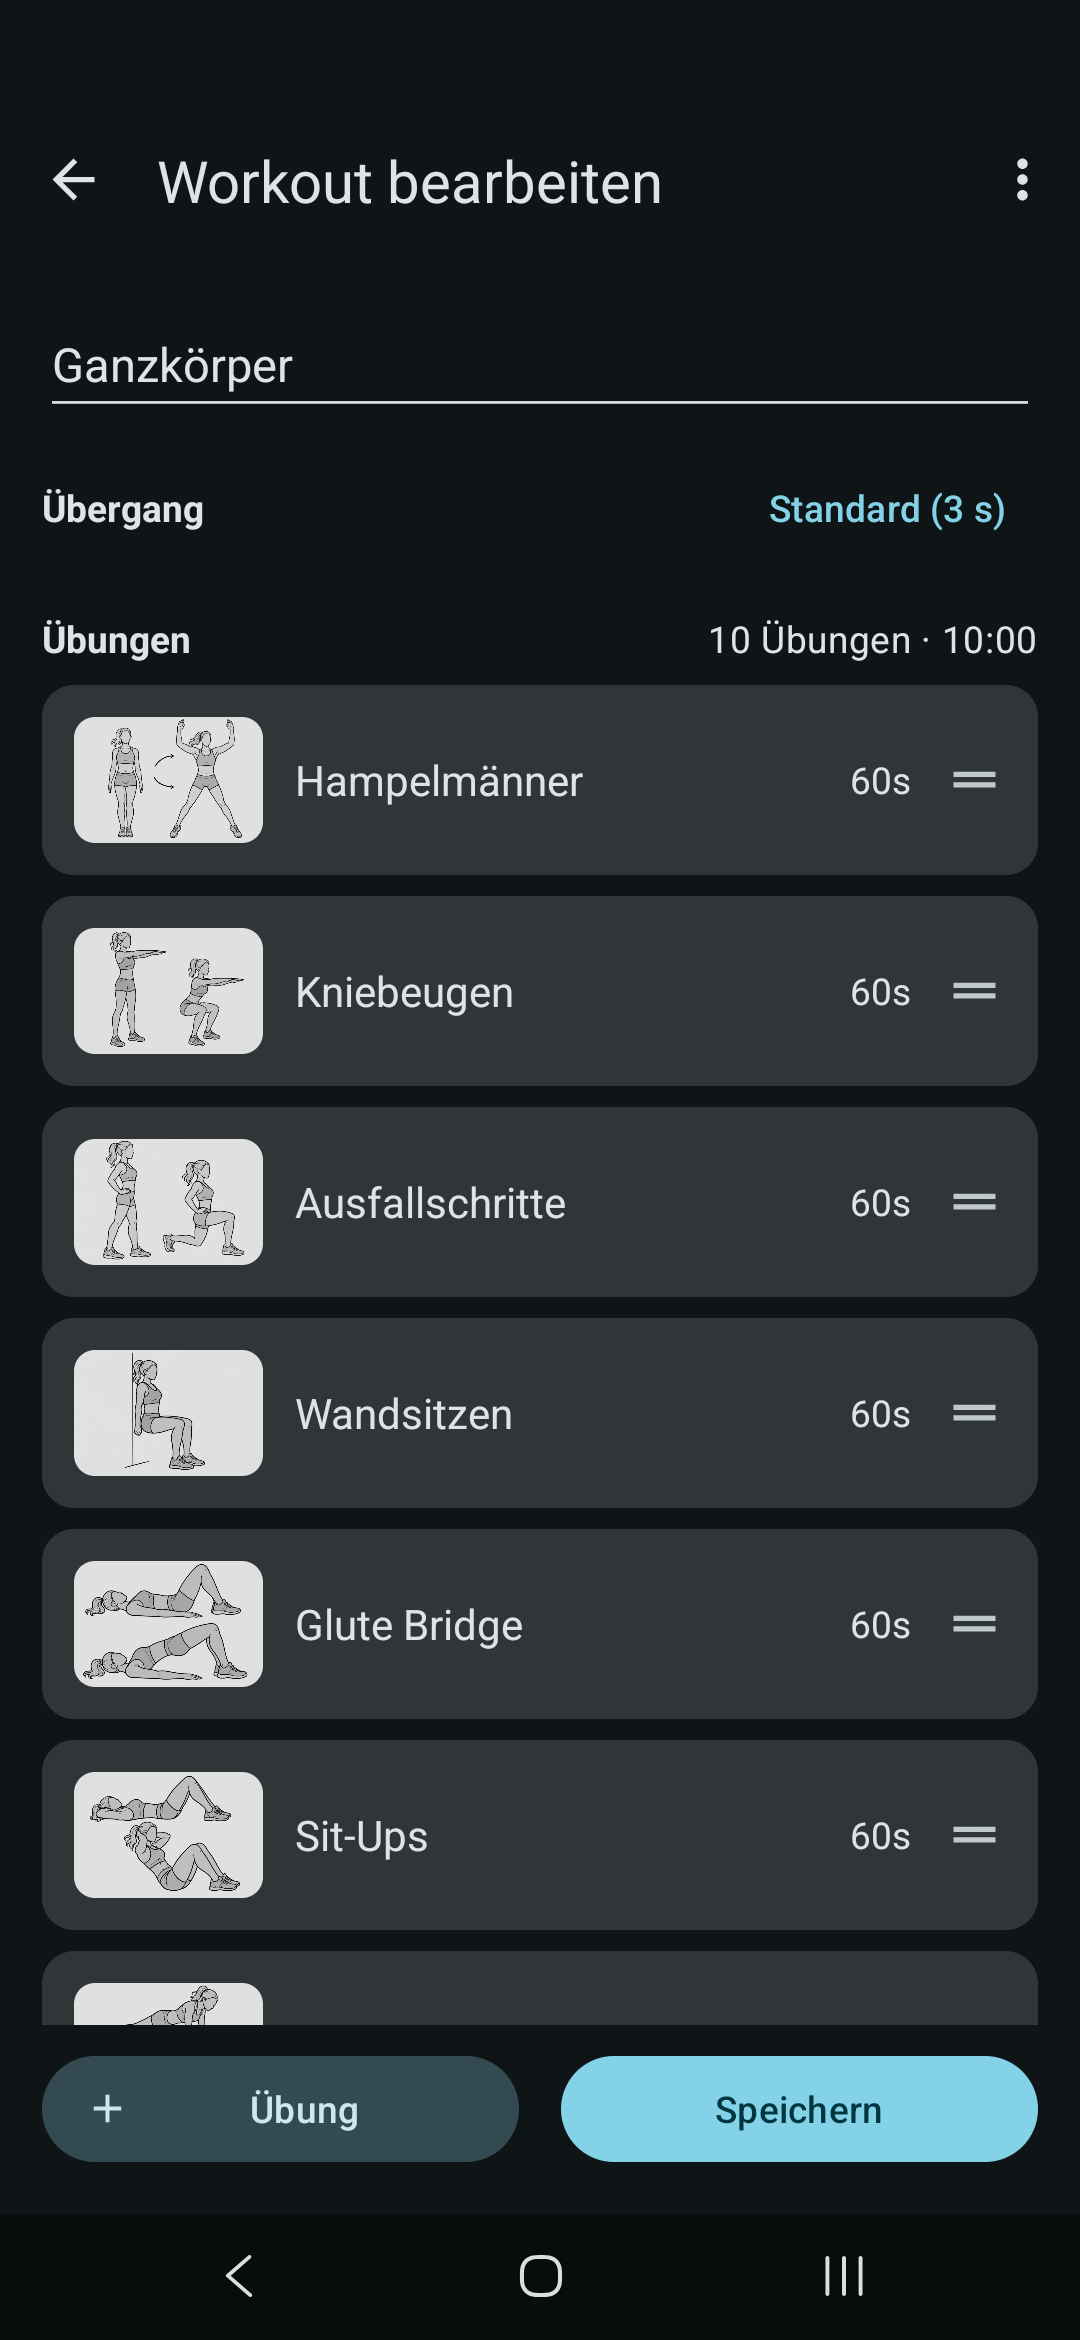 Workout bearbeiten
Ganzkörper
Übergang Standard (3 s)
Übungen 10 Übungen · 10:00
Hampelmänner 60s
Kniebeugen 60s
Ausfallschritte 60s
Wandsitzen 60s
Glute Bridge 60s
Sit-Ups 60s
+ Übung Speichern